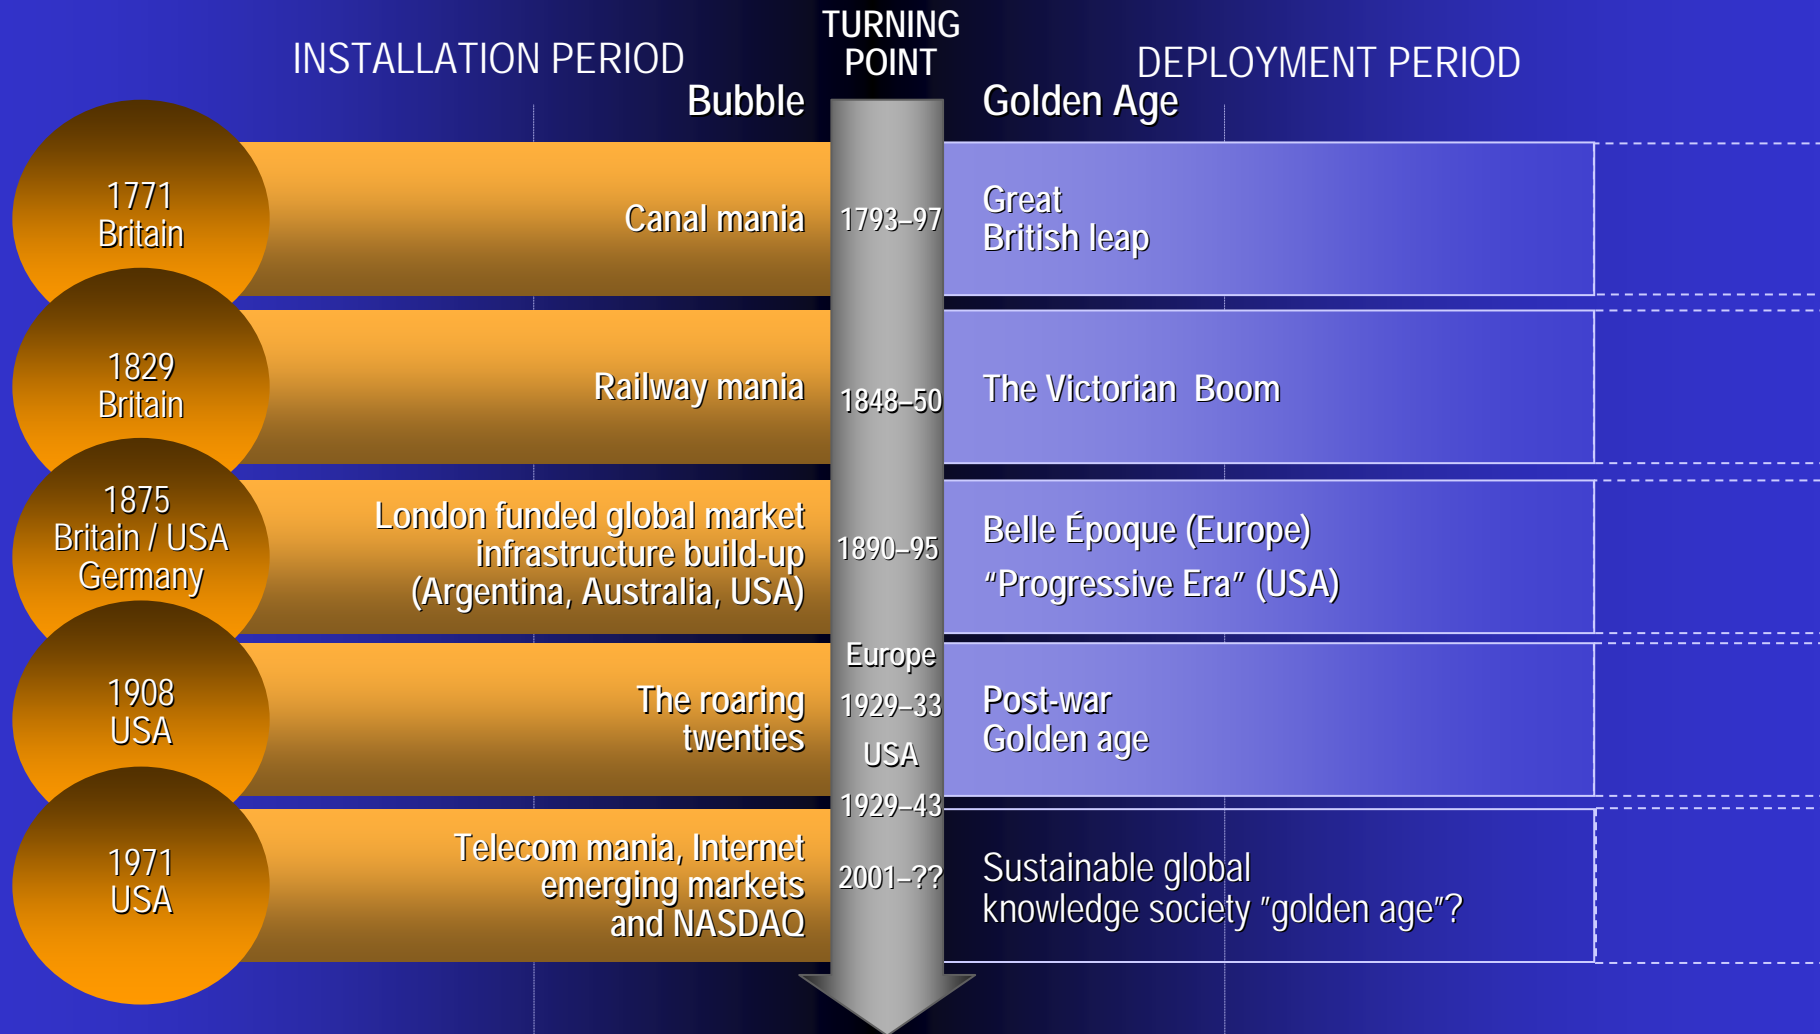 INSTALLATION PERIOD
TURNING
POINT
DEPLOYMENT PERIOD
Bubble
Golden Age
1771
Britain
Canal mania
1793–97
Great
British leap
1829
Britain
Railway mania
1848–50
The Victorian Boom
1875
Britain / USA
Germany
London funded global market
infrastructure build-up
(Argentina, Australia, USA)
1890–95
Belle Époque (Europe)
“Progressive Era” (USA)
1908
USA
The roaring
twenties
Europe
1929–33
USA
1929–43
Post-war
Golden age
1971
USA
Telecom mania, Internet
emerging markets
and NASDAQ
2001–??
Sustainable global
knowledge society ”golden age”?